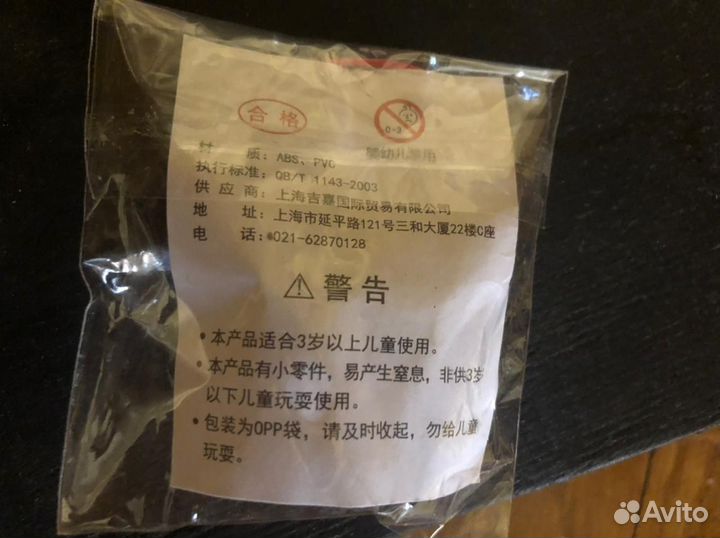 合格
0-3
材 质: ABS、PVC
执行标准: QB/T 1143-2003
供应商: 上海吉嘉国际贸易有限公司
地 址: 上海市延平路121号三和大厦22楼C座
电 话: 021-62870128
⚠警告
• 本产品适合3岁以上儿童使用。
• 本产品有小零件，易产生窒息，非供3岁
以下儿童玩耍使用。
• 包装为OPP袋，请及时收起，勿给儿童
玩耍。
Avito